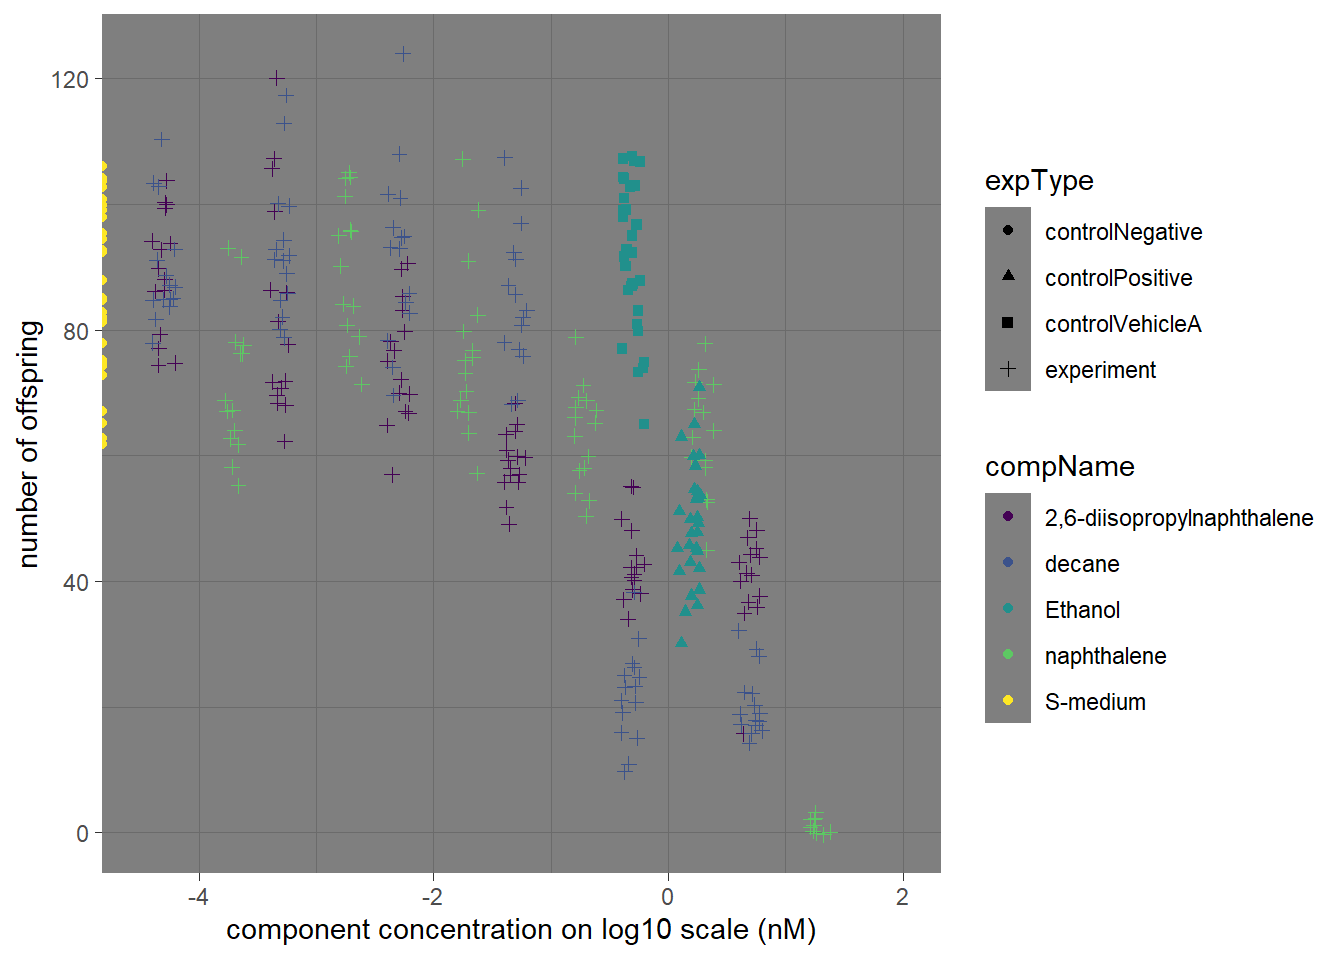 number of offspring
120
80
40
0
-4
-2
0
2
component concentration on log10 scale (nM)
expType
controlNegative
controlPositive
controlVehicleA
experiment
compName
2,6-diisopropylnaphthalene
decane
Ethanol
naphthalene
S-medium